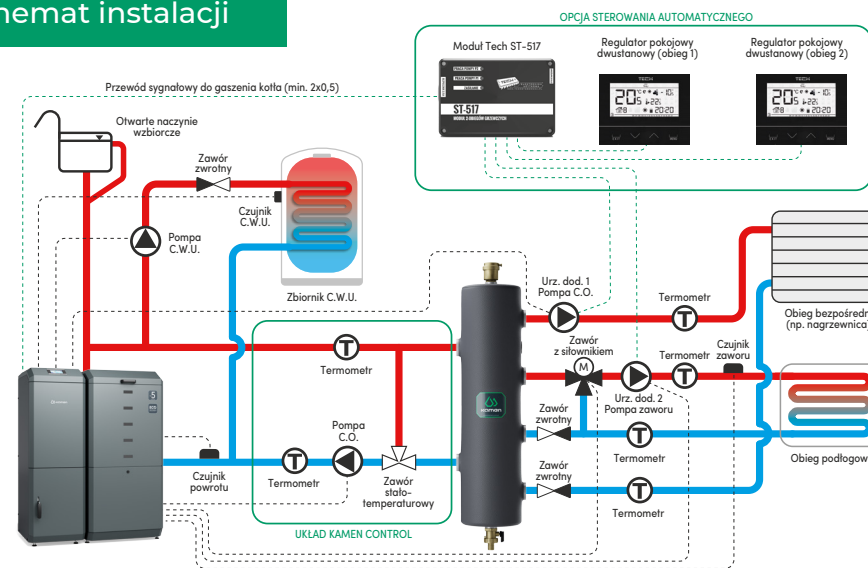 hemat instalacji
OPCJA STEROWANIA AUTOMATYCZNEGO
Moduł Tech ST-517
Regulator pokojowy
dwustanowy (obieg 1)
Regulator pokojowy
dwustanowy (obieg 2)
Przewód sygnałowy do gaszenia kotła (min. 2x0,5)
ST-517
TECH
TECH
Otwarte naczynie
wzbiorcze
Zawór
zwrotny
Czujnik
C.W.U.
Pompa
C.W.U.
Zbiornik C.W.U.
Urz. dod. 1
Pompa C.O.
Termometr
T
Obieg bezpośredn
(np. nagrzewnica)
T
Termometr
Zawór
z siłownikiem
M
Termometr
T
Czujnik
zaworu
Urz. dod. 2
Pompa zaworu
kamen
Pompa
C.O.
Zawór
zwrotny
T
Termometr
Obieg podłogow
Czujnik
powrotu
T
Termometr
Zawór
stało-
temperaturowy
Zawór
zwrotny
T
Termometr
UKŁAD KAMEN CONTROL